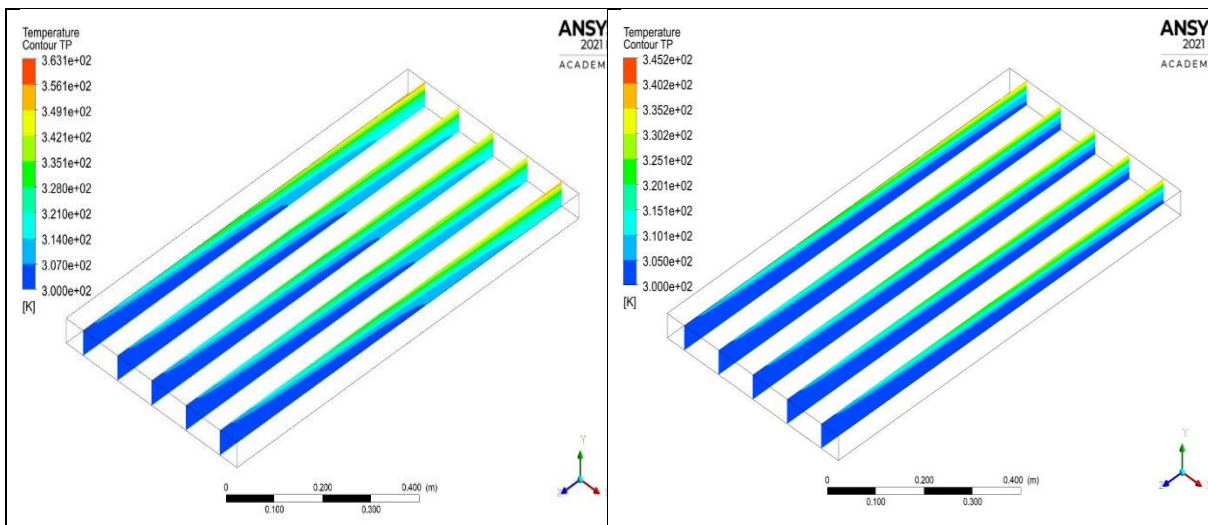 Temperature
Contour TP
3.631e+02
3.561e+02
3.491e+02
3.421e+02
3.351e+02
3.280e+02
3.210e+02
3.140e+02
3.070e+02
3.000e+02
[K]
ANSY
2021
ACADEM
0 0.200 0.400 (m)
0.100 0.300
Y
Z
Temperature
Contour TP
3.452e+02
3.402e+02
3.352e+02
3.302e+02
3.251e+02
3.201e+02
3.151e+02
3.101e+02
3.050e+02
3.000e+02
[K]
ANSY
2021
ACADEM
0 0.200 0.400 (m)
0.100 0.300
Y
Z